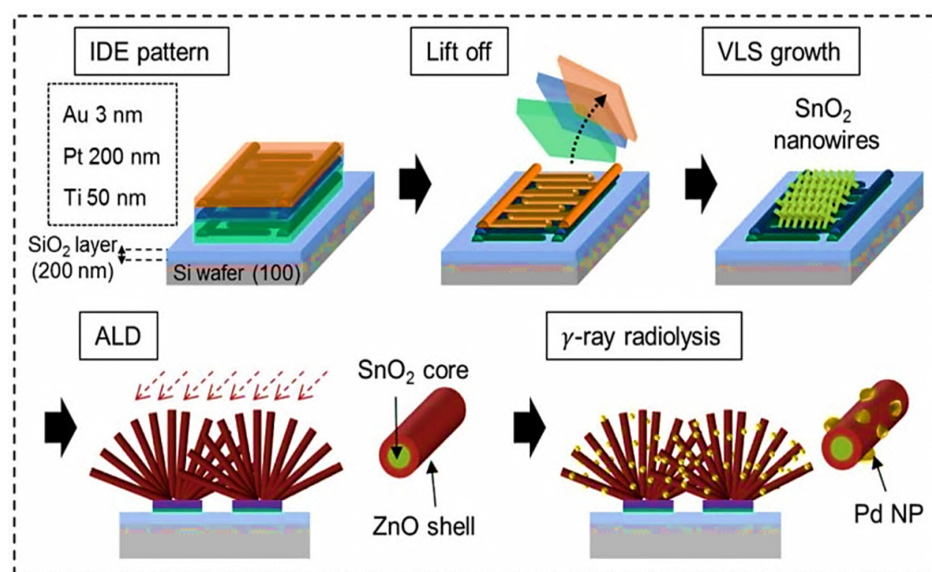 IDE pattern
Lift off
VLS growth
Au 3 nm
Pt 200 nm
Ti 50 nm
SiO₂ layer
(200 nm)
Si wafer (100)
SnO₂
nanowires
ALD
SnO₂ core
ZnO shell
γ-ray radiolysis
Pd NP